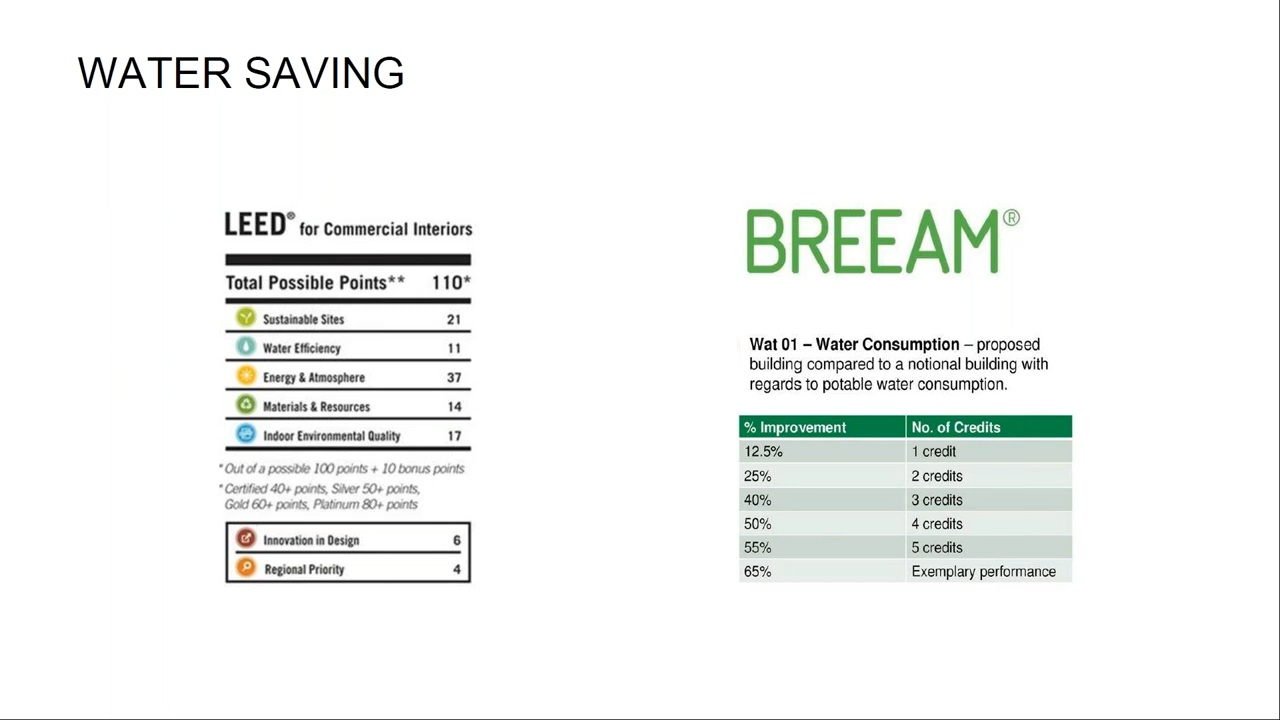 WATER SAVING
LEED® for Commercial Interiors
Total Possible Points** 110*
Sustainable Sites 21
Water Efficiency 11
Energy & Atmosphere 37
Materials & Resources 14
Indoor Environmental Quality 17
*Out of a possible 100 points + 10 bonus points
*Certified 40+ points, Silver 50+ points,
Gold 60+ points, Platinum 80+ points
Innovation in Design 6
Regional Priority 4
BREEAM®
Wat 01 – Water Consumption – proposed
building compared to a notional building with
regards to potable water consumption.
% Improvement No. of Credits
12.5% 1 credit
25% 2 credits
40% 3 credits
50% 4 credits
55% 5 credits
65% Exemplary performance